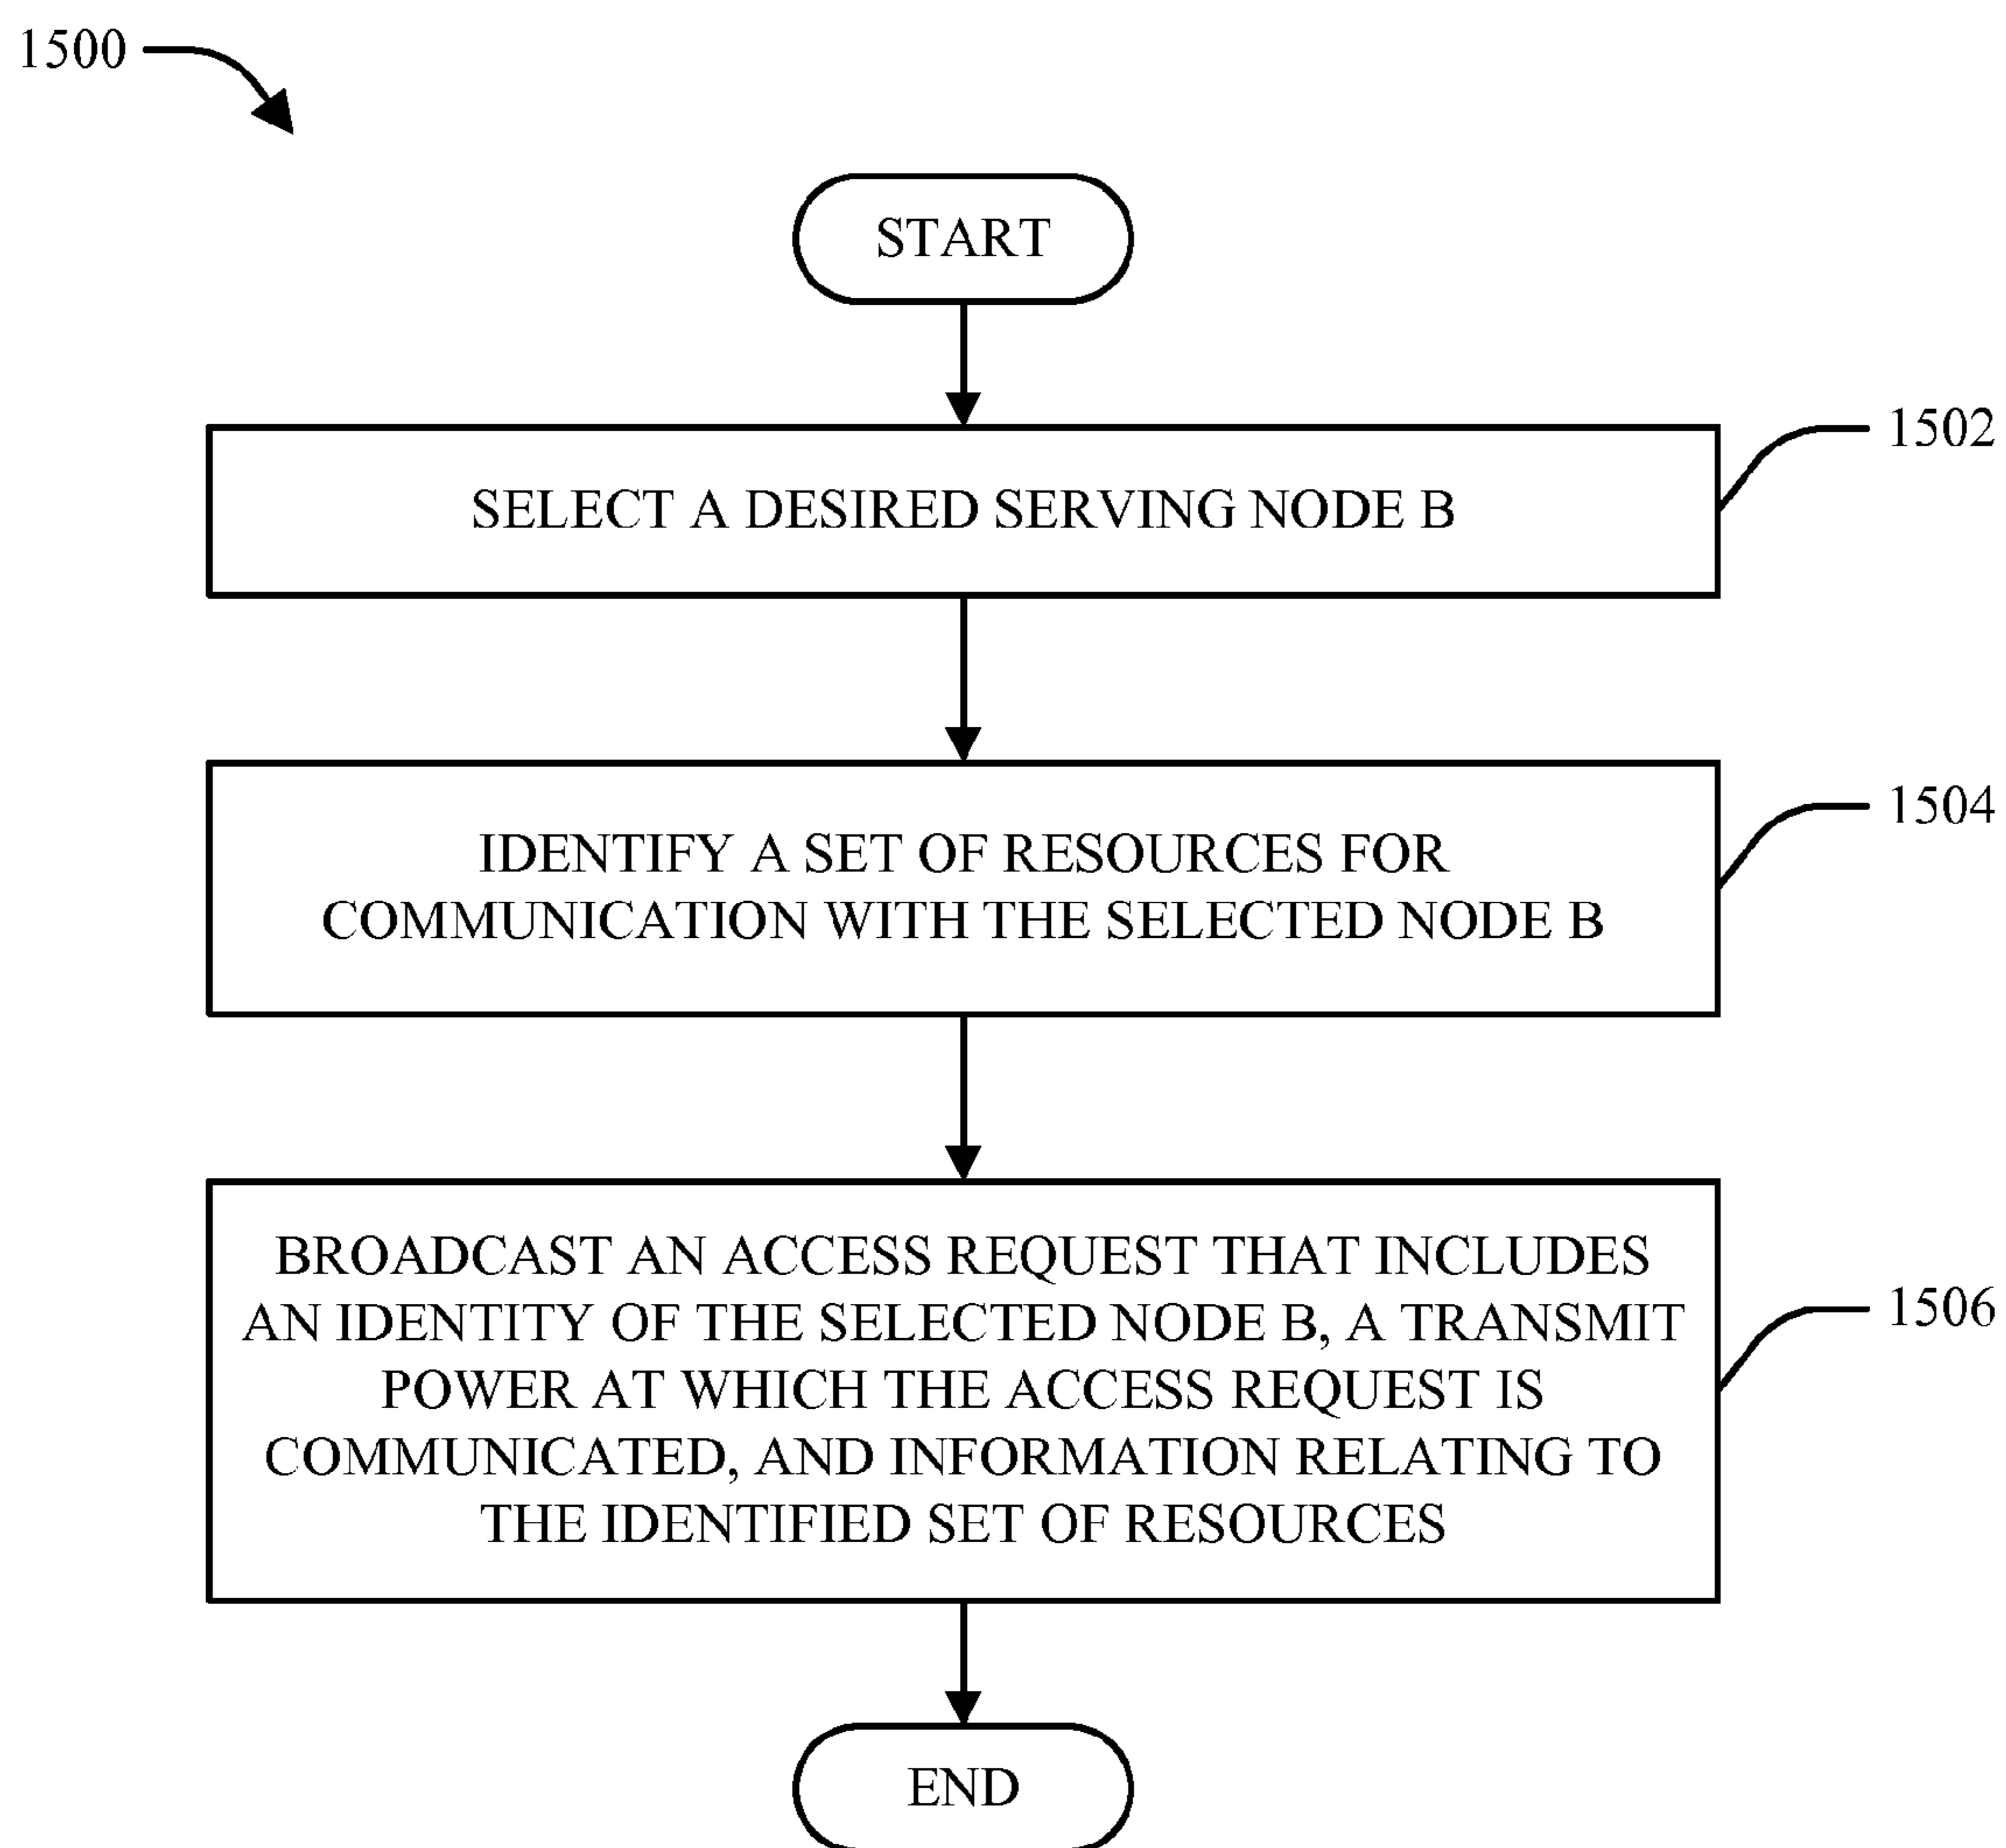 1500
START
SELECT A DESIRED SERVING NODE B
1502
IDENTIFY A SET OF RESOURCES FOR
COMMUNICATION WITH THE SELECTED NODE B
1504
BROADCAST AN ACCESS REQUEST THAT INCLUDES
AN IDENTITY OF THE SELECTED NODE B, A TRANSMIT
POWER AT WHICH THE ACCESS REQUEST IS
COMMUNICATED, AND INFORMATION RELATING TO
THE IDENTIFIED SET OF RESOURCES
1506
END